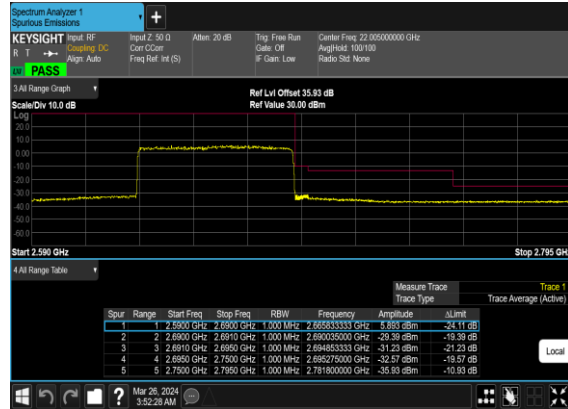 Spectrum Analyzer 1
Spurious Emissions
+
KEYSIGHT
R T
LW PASS
Input: RF
Coupling: DC
Align: Auto
Input Z: 50 Ω
Corr CCorr
Freq Ref: Int (S)
Atten: 20 dB
Trig: Free Run
Gate: Off
IF Gain: Low
Center Freq: 22.005000000 GHz
Avg|Hold: 100/100
Radio Std: None
3 All Range Graph
Scale/Div 10.0 dB
Ref Lvl Offset 35.93 dB
Ref Value 30.00 dBm
Log
20.0
10.0
0.00
-10.0
-20.0
-30.0
-40.0
-50.0
-60.0
Start 2.590 GHz
Stop 2.795 GH
4 All Range Table
Measure Trace Trace 1
Trace Type Trace Average (Active)
Spur Range Start Freq Stop Freq RBW Frequency Amplitude ΔLimit
1 1 2.5900 GHz 2.6900 GHz 1.000 MHz 2.665833333 GHz 5.893 dBm -24.11 dB
2 2 2.6900 GHz 2.6910 GHz 1.000 MHz 2.690035000 GHz -29.39 dBm -19.39 dB
3 3 2.6910 GHz 2.6950 GHz 1.000 MHz 2.694853333 GHz -31.23 dBm -21.23 dB
4 4 2.6950 GHz 2.7500 GHz 1.000 MHz 2.695275000 GHz -32.57 dBm -19.57 dB
5 5 2.7500 GHz 2.7950 GHz 1.000 MHz 2.781800000 GHz -35.93 dBm -10.93 dB
Local
?
Mar 26, 2024
3:52:28 AM